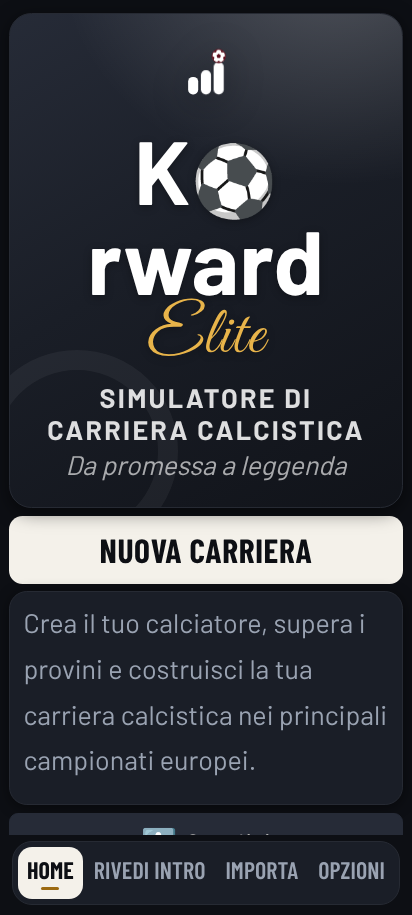 K⚽
rward
Elite
SIMULATORE DI
CARRIERA CALCISTICA
Da promessa a leggenda
NUOVA CARRIERA
Crea il tuo calciatore, supera i
provini e costruisci la tua
carriera calcistica nei principali
campionati europei.
HOME RIVEDI INTRO IMPORTA OPZIONI